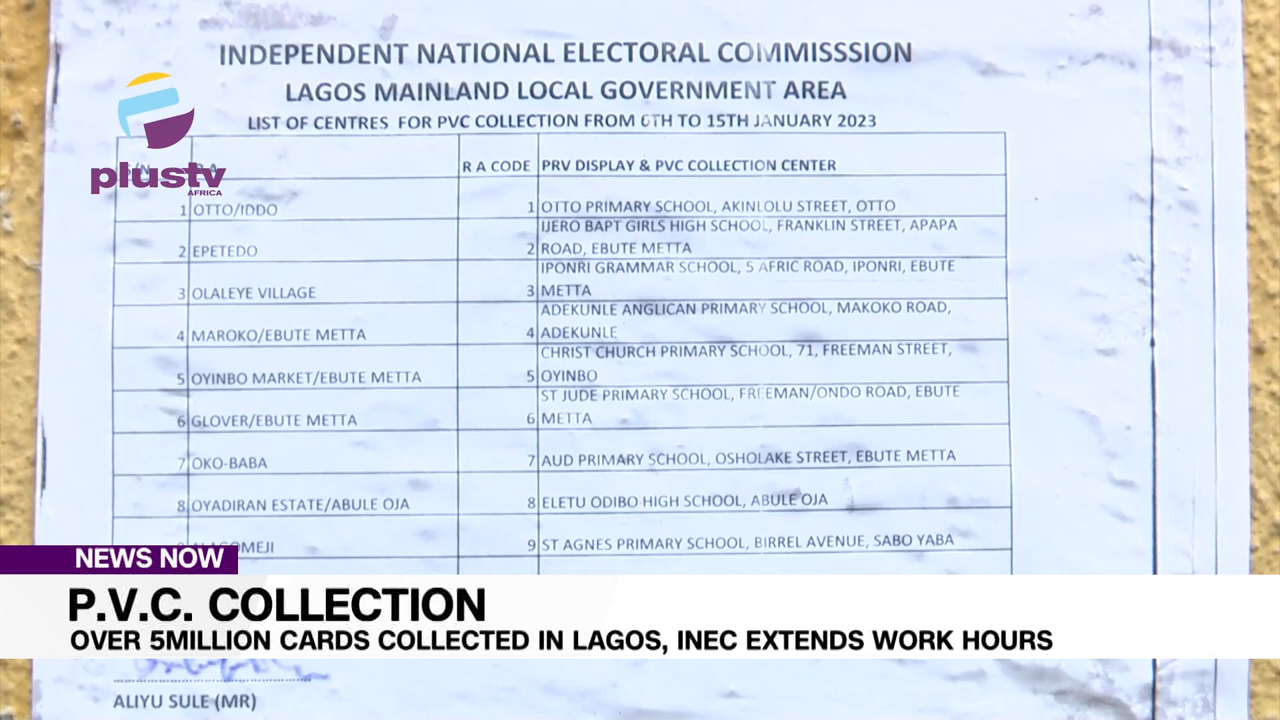 INDEPENDENT NATIONAL ELECTORAL COMMISSSION
LAGOS MAINLAND LOCAL GOVERNMENT AREA
LIST OF CENTRES FOR PVC COLLECTION FROM 6TH TO 15TH JANUARY 2023
plustv
AFRICA
S/N R A R A CODE PRV DISPLAY & PVC COLLECTION CENTER
1 OTTO/IDDO 1 OTTO PRIMARY SCHOOL, AKINLOLU STREET, OTTO
IJERO BAPT GIRLS HIGH SCHOOL, FRANKLIN STREET, APAPA
2 EPETEDO 2 ROAD, EBUTE METTA
IPONRI GRAMMAR SCHOOL, 5 AFRIC ROAD, IPONRI, EBUTE
3 OLALEYE VILLAGE 3 METTA
ADEKUNLE ANGLICAN PRIMARY SCHOOL, MAKOKO ROAD,
4 MAROKO/EBUTE METTA 4 ADEKUNLE
CHRIST CHURCH PRIMARY SCHOOL, 71, FREEMAN STREET,
5 OYINBO MARKET/EBUTE METTA 5 OYINBO
ST JUDE PRIMARY SCHOOL, FREEMAN/ONDO ROAD, EBUTE
6 GLOVER/EBUTE METTA 6 METTA
7 OKO-BABA 7 AUD PRIMARY SCHOOL, OSHOLAKE STREET, EBUTE METTA
8 OYADIRAN ESTATE/ABULE OJA 8 ELETU ODIBO HIGH SCHOOL, ABULE OJA
9 ST AGNES PRIMARY SCHOOL, BIRREL AVENUE, SABO YABA
NEWS NOW
P.V.C. COLLECTION
OVER 5MILLION CARDS COLLECTED IN LAGOS, INEC EXTENDS WORK HOURS
ALIYU SULE (MR)